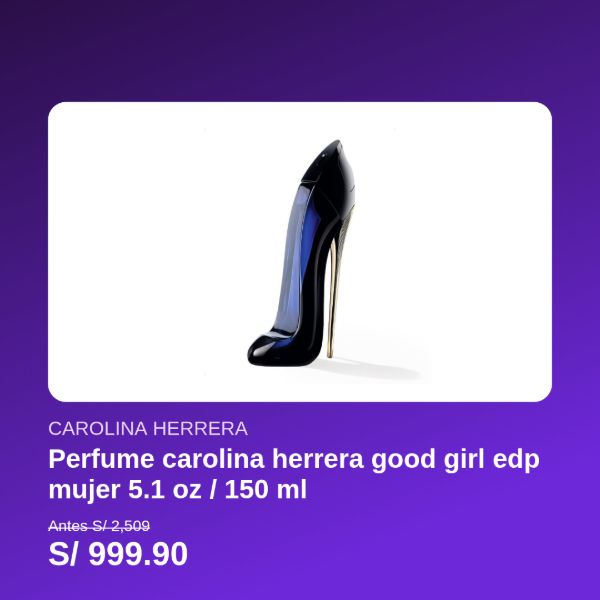 CAROLINA HERRERA
Perfume carolina herrera good girl edp
mujer 5.1 oz / 150 ml
Antes S/ 2,509
S/ 999.90